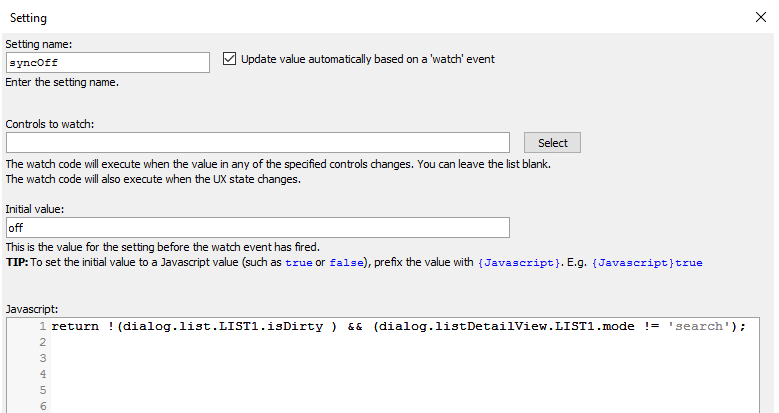 Setting
Setting name:
syncOff
Update value automatically based on a 'watch' event
Enter the setting name.
Controls to watch:
Select
The watch code will execute when the value in any of the specified controls changes. You can leave the list blank.
The watch code will also execute when the UX state changes.
Initial value:
off
This is the value for the setting before the watch event has fired.
TIP: To set the initial value to a Javascript value (such as true or false), prefix the value with {Javascript}. E.g. {Javascript}true
Javascript:
1 return !(dialog.list.LIST1.isDirty ) && (dialog.listDetailView.LIST1.mode != 'search');
2
3
4
5
6